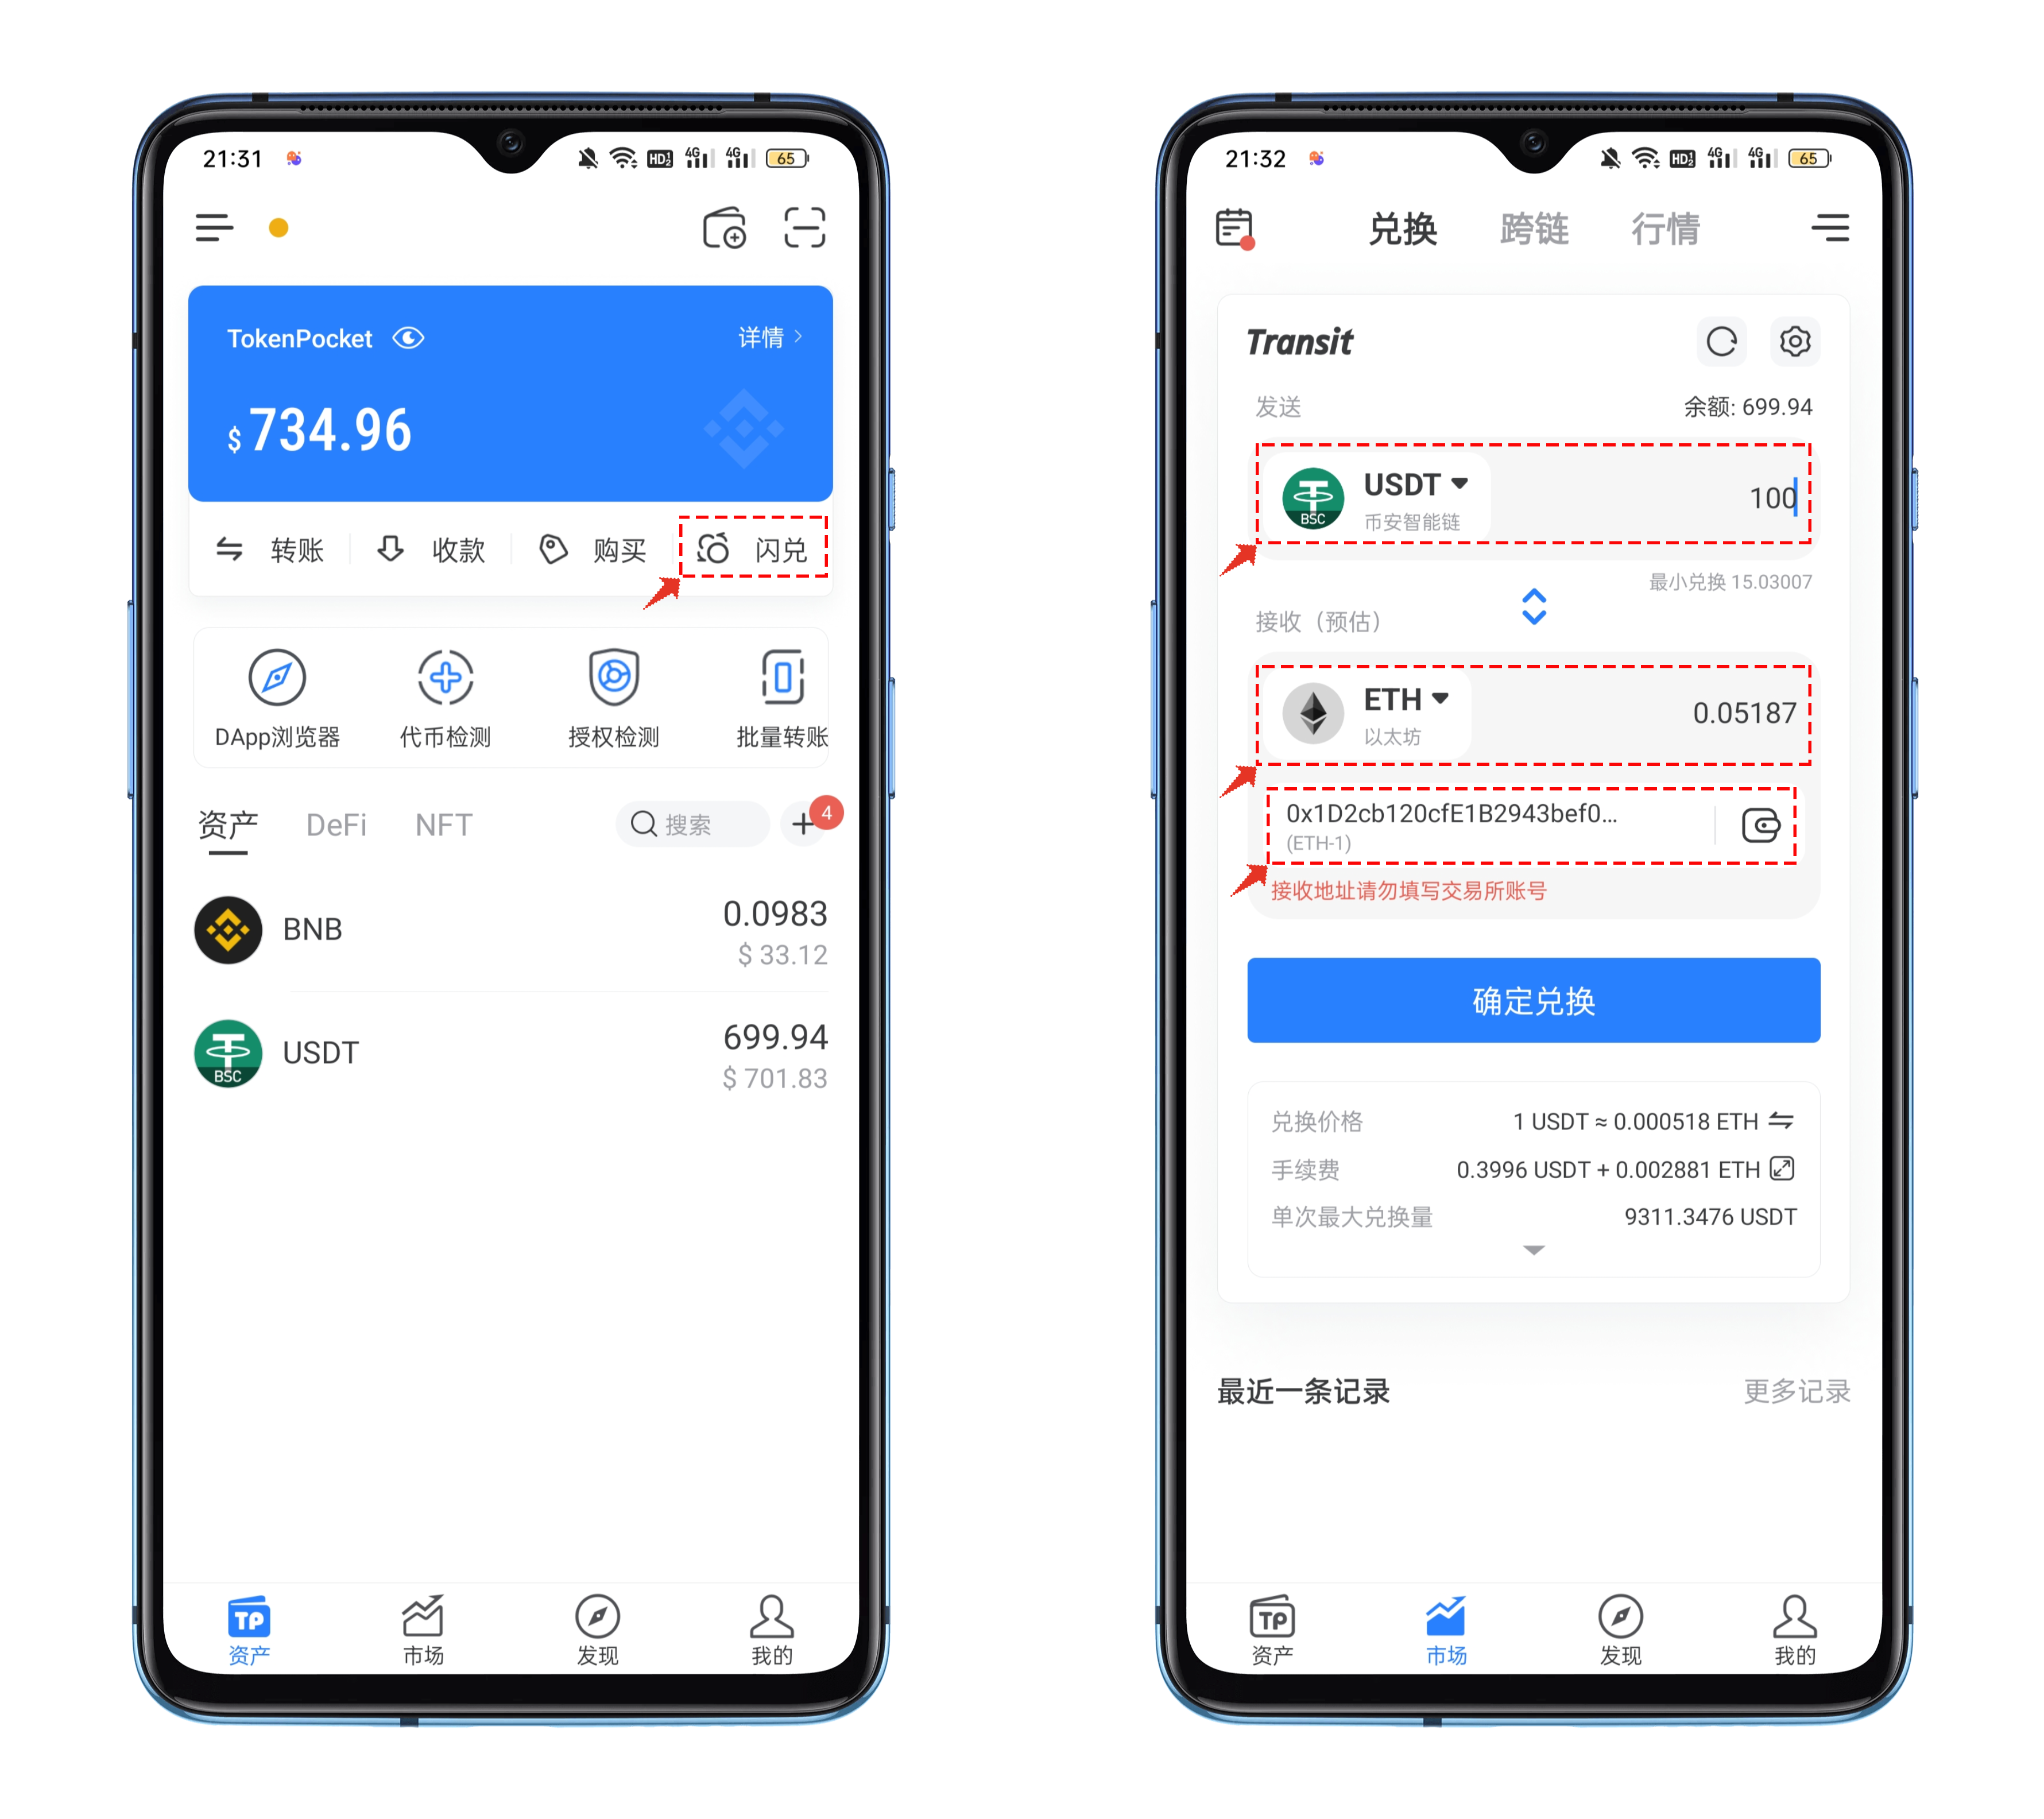 21:31
HD
4G
4G
65
TokenPocket
详情 >
$ 734.96
转账
收款
购买
闪兑
DApp浏览器
代币检测
授权检测
批量转账
资产
DeFi
NFT
搜索
4
BNB
0.0983
$ 33.12
BSC
USDT
699.94
$ 701.83
TP
资产
市场
发现
我的
21:32
HD
4G
4G
65
兑换
跨链
行情
Transit
发送
余额: 699.94
BSC
USDT
币安智能链
100
最小兑换 15.03007
接收（预估）
ETH
以太坊
0.05187
0x1D2cb120cfE1B2943bef0...
(ETH-1)
接收地址请勿填写交易所账号
确定兑换
兑换价格
1 USDT ≈ 0.000518 ETH
手续费
0.3996 USDT + 0.002881 ETH
单次最大兑换量
9311.3476 USDT
最近一条记录
更多记录
TP
资产
市场
发现
我的